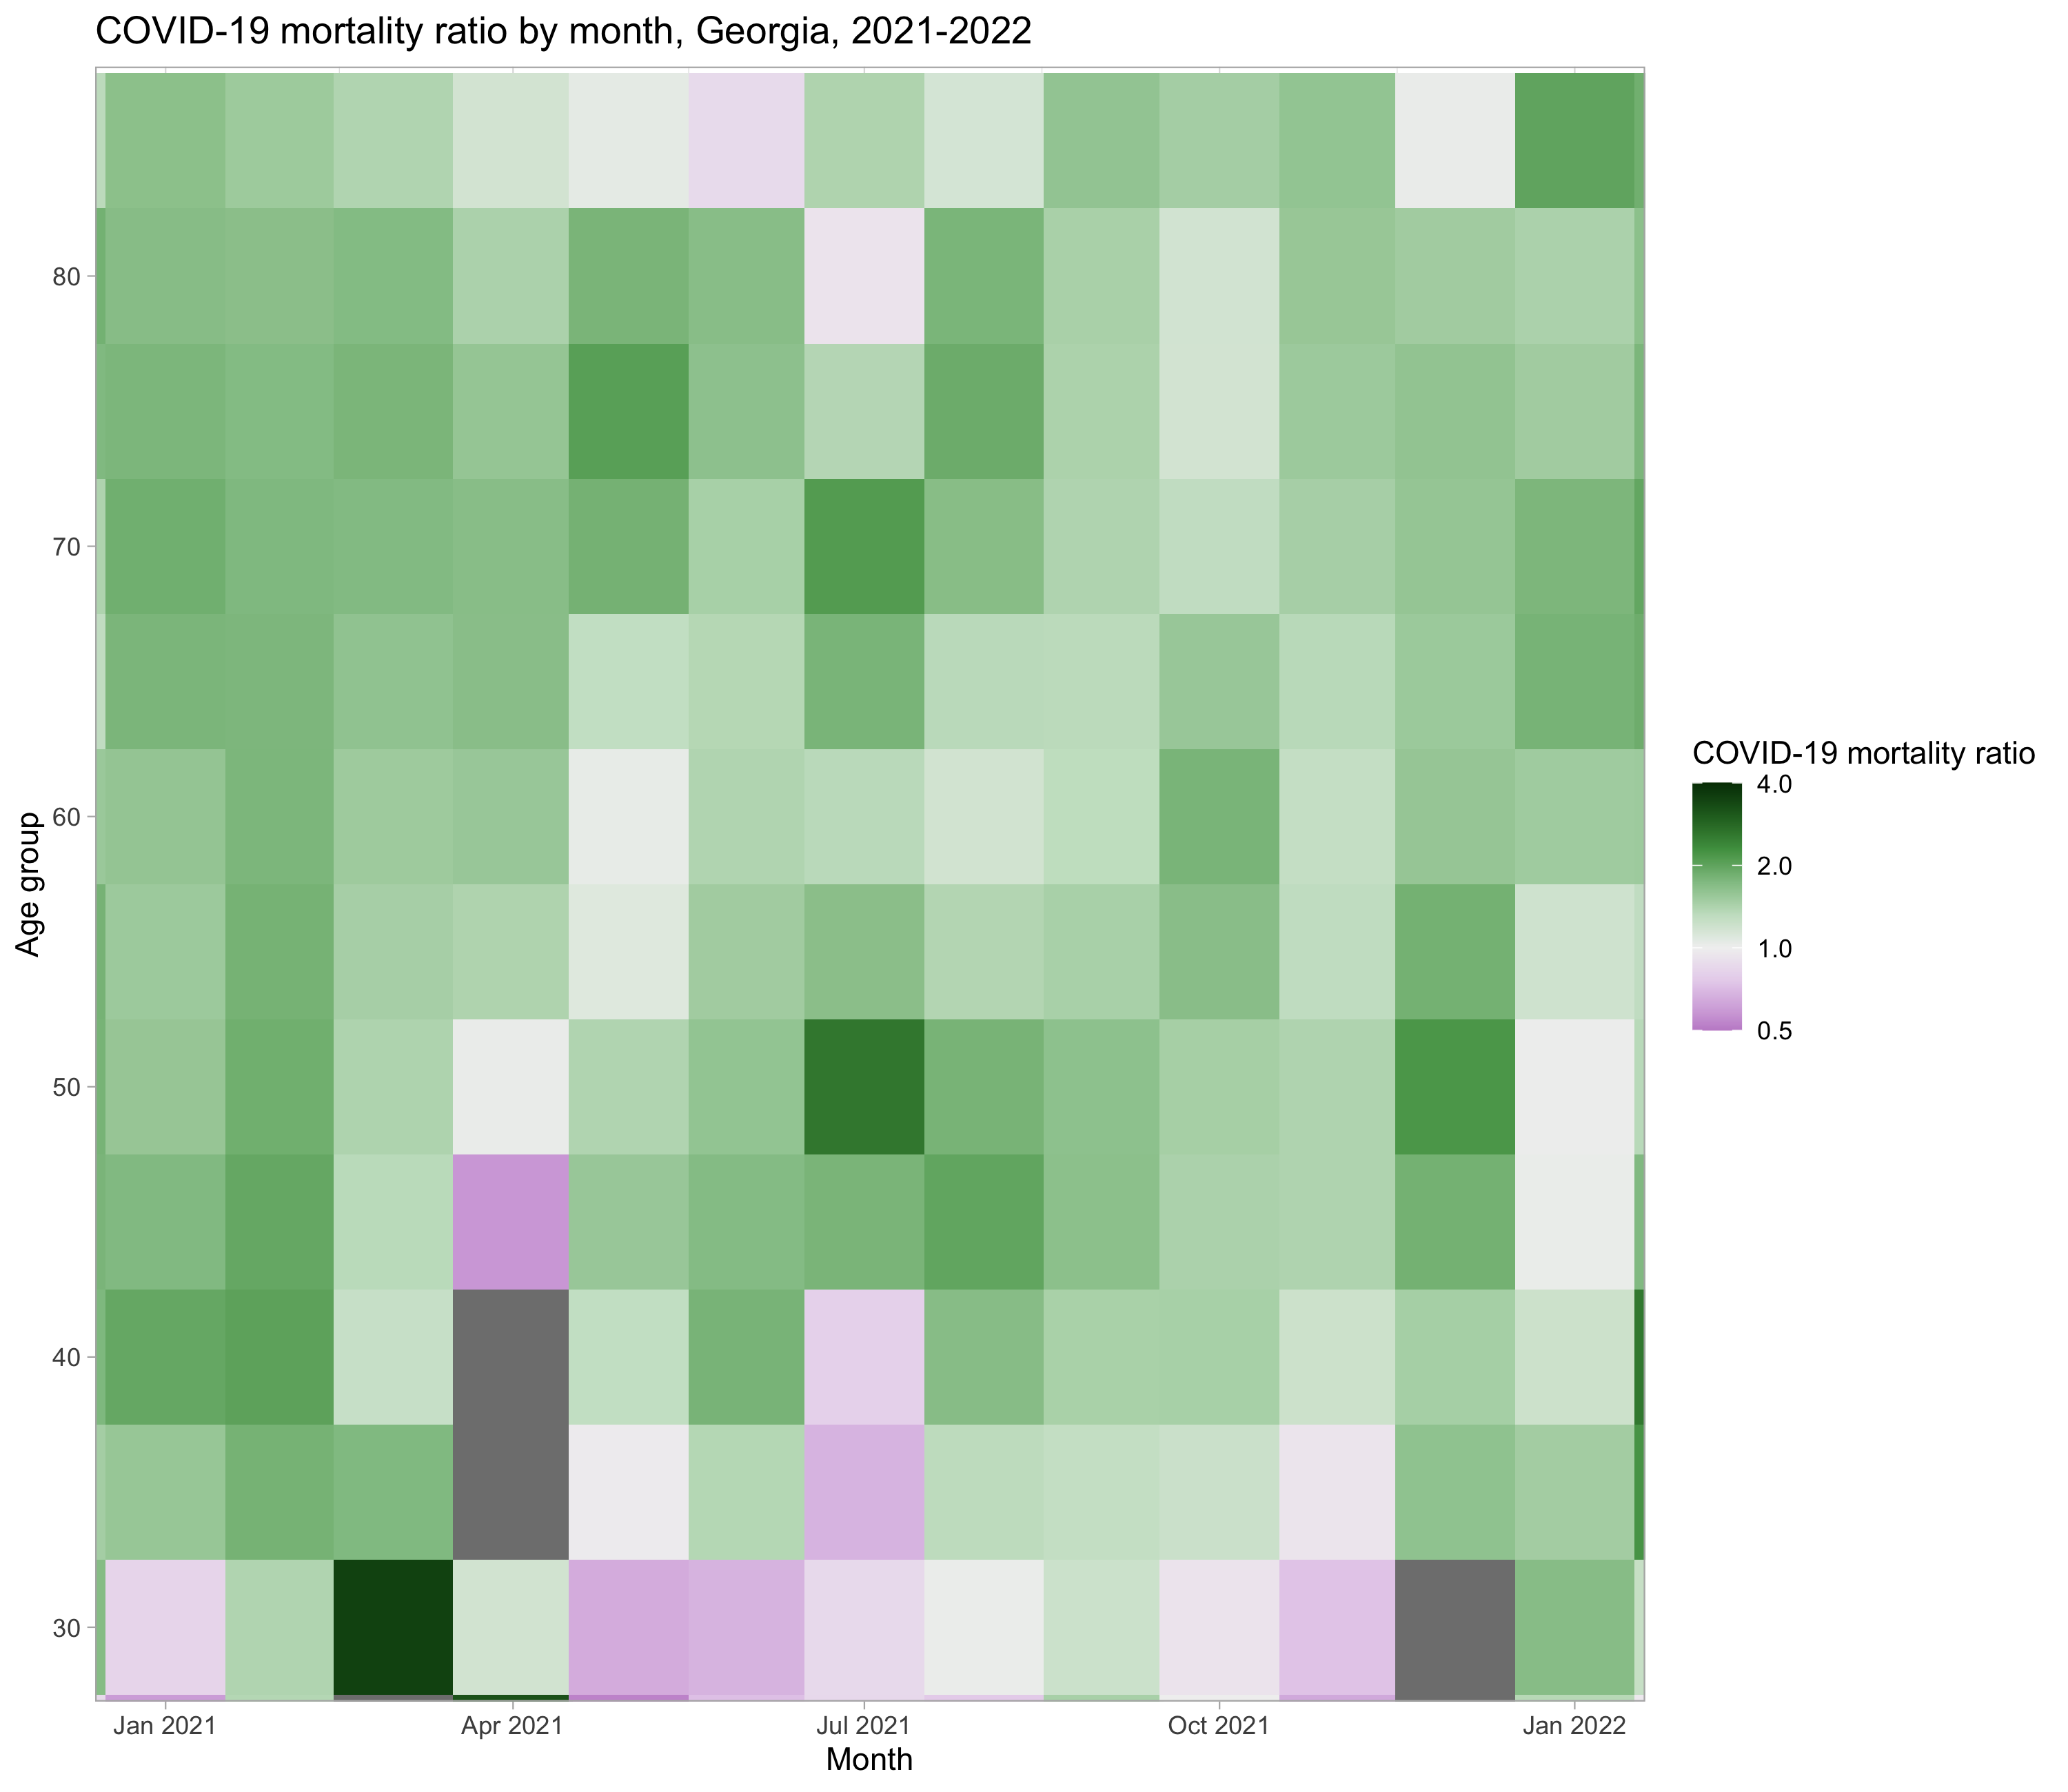 COVID-19 mortality ratio by month, Georgia, 2021-2022
80
70
60
50
40
30
Age group
Jan 2021 Apr 2021 Jul 2021 Oct 2021 Jan 2022
Month
COVID-19 mortality ratio
4.0
2.0
1.0
0.5